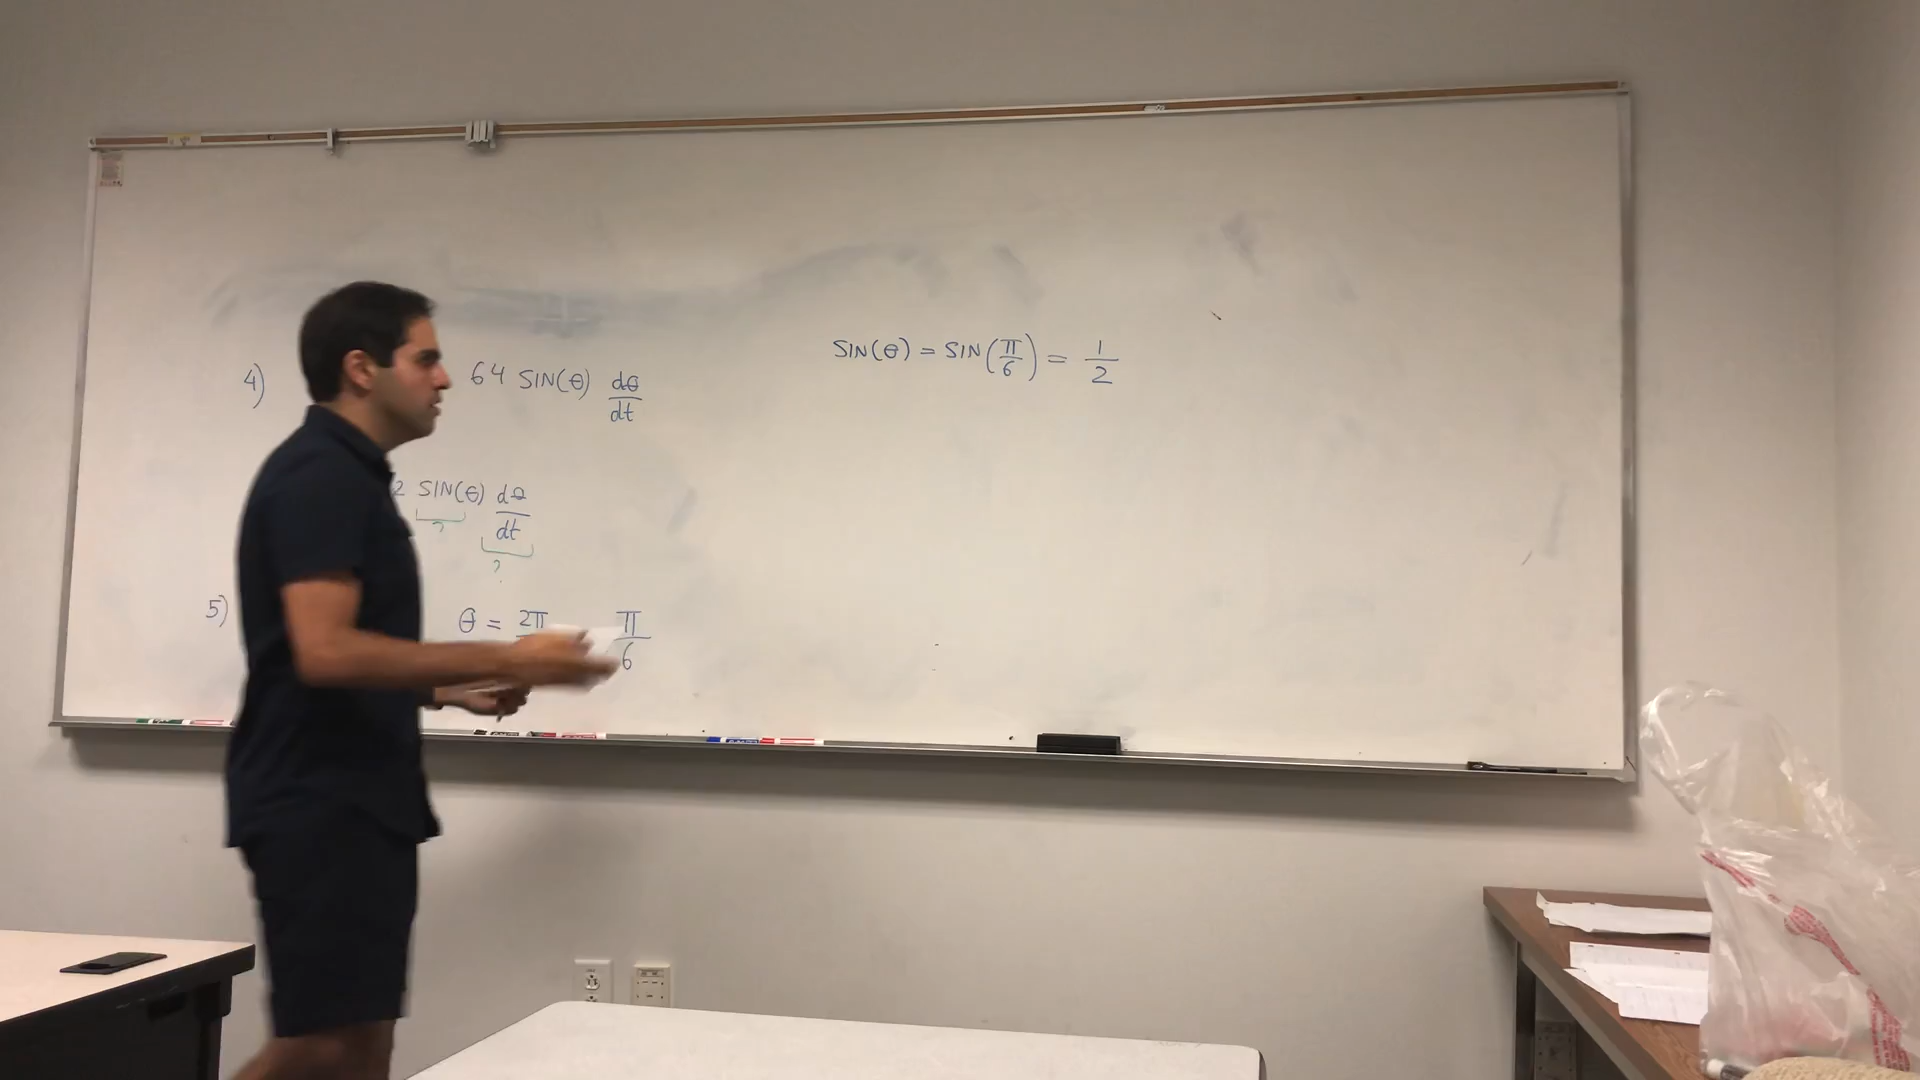 4) 64 SIN(θ) dθ/dt
2 SIN(θ) dθ/dt
? ?
5) θ = 2π π/6
SIN(θ) = SIN(π/6) = 1/2